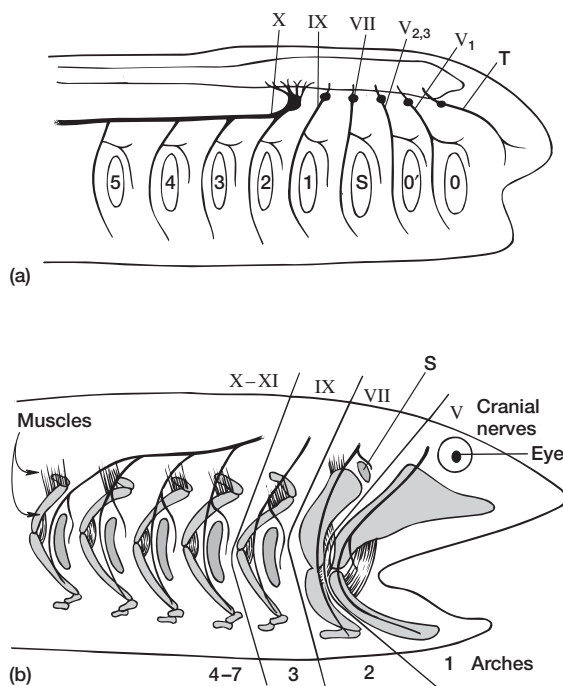 X IX VII V2,3 V1 T
5 4 3 2 1 S 0' 0
(a)
X–XI IX VII S V Cranial nerves
Muscles
Eye
(b)
4–7 3 2 1 Arches